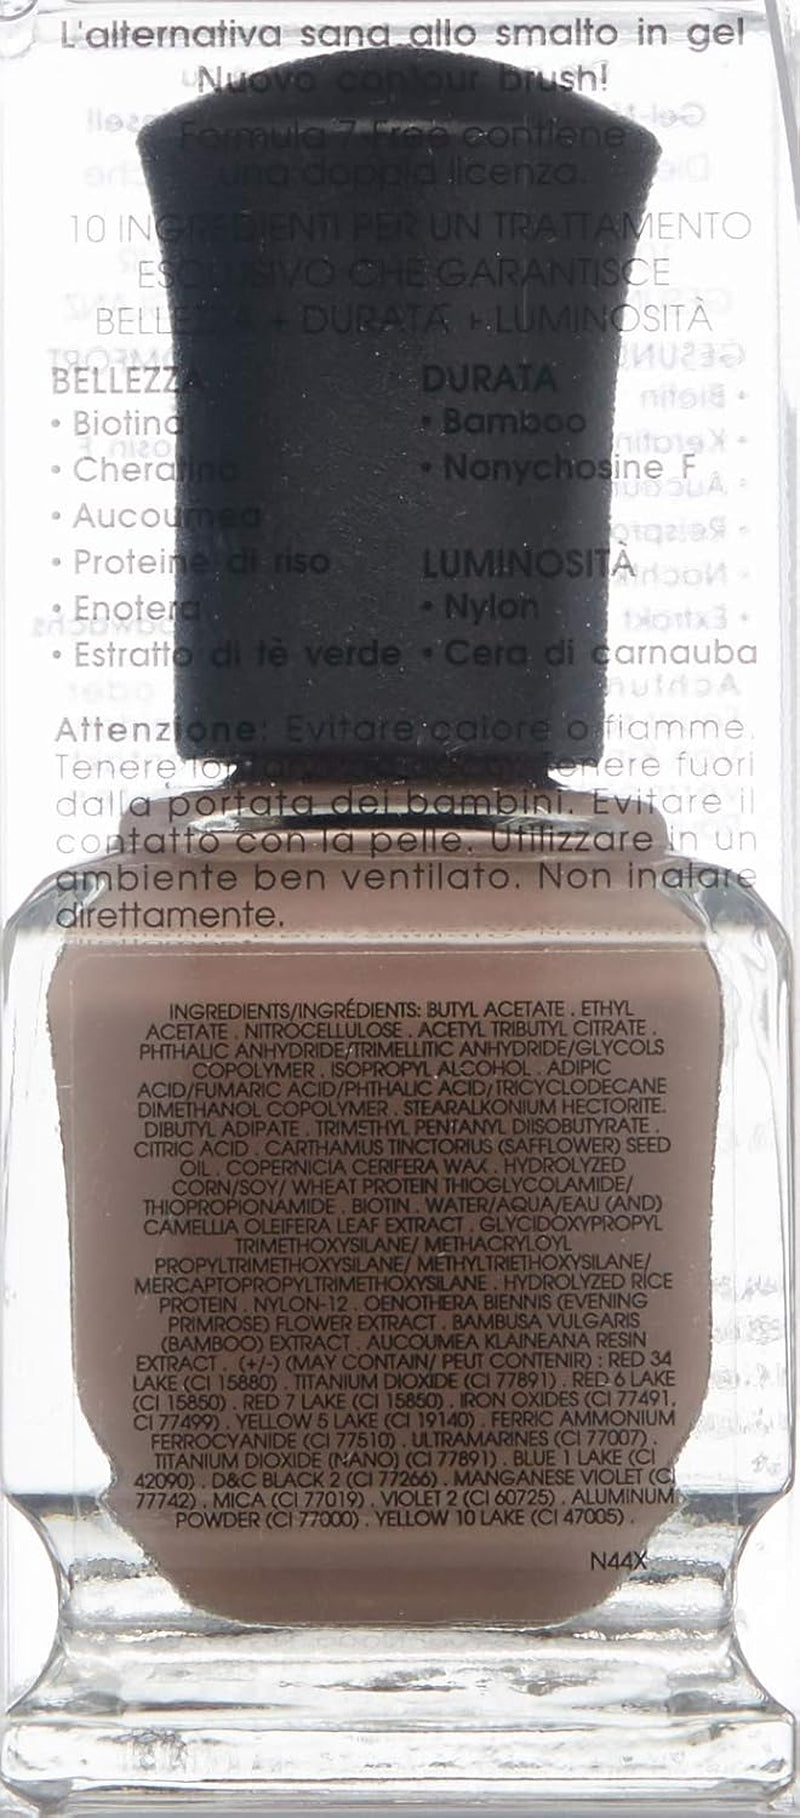 L'alternativa sana allo smalto in gel
Nuovo contour brush!
Formula 7-Free contiene
una doppia licenza.
10 INGREDIENTI PER UN TRATTAMENTO
ESCLUSIVO CHE GARANTISCE
BELLEZZA + DURATA + LUMINOSITÀ
BELLEZZA
• Biotina
• Cheratina
• Aucoumea
• Proteine di riso
• Enotera
• Estratto di tè verde
DURATA
• Bamboo
• Nonychosine F
LUMINOSITÀ
• Nylon
• Cera di carnauba
Attenzione: Evitare calore o fiamme.
Tenere lontano Tenere fuori
dalla portata dei bambini. Evitare il
contatto con la pelle. Utilizzare in un
ambiente ben ventilato. Non inalare
direttamente.
INGREDIENTS/INGRÉDIENTS: BUTYL ACETATE . ETHYL
ACETATE . NITROCELLULOSE . ACETYL TRIBUTYL CITRATE .
PHTHALIC ANHYDRIDE/TRIMELLITIC ANHYDRIDE/GLYCOLS
COPOLYMER . ISOPROPYL ALCOHOL . ADIPIC
ACID/FUMARIC ACID/PHTHALIC ACID/TRICYCLODECANE
DIMETHANOL COPOLYMER . STEARALKONIUM HECTORITE.
DIBUTYL ADIPATE . TRIMETHYL PENTANYL DIISOBUTYRATE .
CITRIC ACID . CARTHAMUS TINCTORIUS (SAFFLOWER) SEED
OIL . COPERNICIA CERIFERA WAX . HYDROLYZED
CORN/SOY/ WHEAT PROTEIN THIOGLYCOLAMIDE/
THIOPROPIONAMIDE . BIOTIN . WATER/AQUA/EAU (AND)
CAMELLIA OLEIFERA LEAF EXTRACT . GLYCIDOXYPROPYL
TRIMETHOXYSILANE/ METHACRYLOYL
PROPYLTRIMETHOXYSILANE/ METHYLTRIETHOXYSILANE/
MERCAPTOPROPYLTRIMETHOXYSILANE . HYDROLYZED RICE
PROTEIN . NYLON-12 . OENOTHERA BIENNIS (EVENING
PRIMROSE) FLOWER EXTRACT . BAMBUSA VULGARIS
(BAMBOO) EXTRACT . AUCOUMEA KLAINEANA RESIN
EXTRACT . (+/-) (MAY CONTAIN/ PEUT CONTENIR) : RED 34
LAKE (CI 15880) . TITANIUM DIOXIDE (CI 77891) . RED 6 LAKE
(CI 15850) . RED 7 LAKE (CI 15850) . IRON OXIDES (CI 77491,
CI 77499) . YELLOW 5 LAKE (CI 19140) . FERRIC AMMONIUM
FERROCYANIDE (CI 77510) . ULTRAMARINES (CI 77007) .
TITANIUM DIOXIDE (NANO) (CI 77891) . BLUE 1 LAKE (CI
42090) . D&C BLACK 2 (CI 77266) . MANGANESE VIOLET (CI
77742) . MICA (CI 77019) . VIOLET 2 (CI 60725) . ALUMINUM
POWDER (CI 77000) . YELLOW 10 LAKE (CI 47005) .
N44X